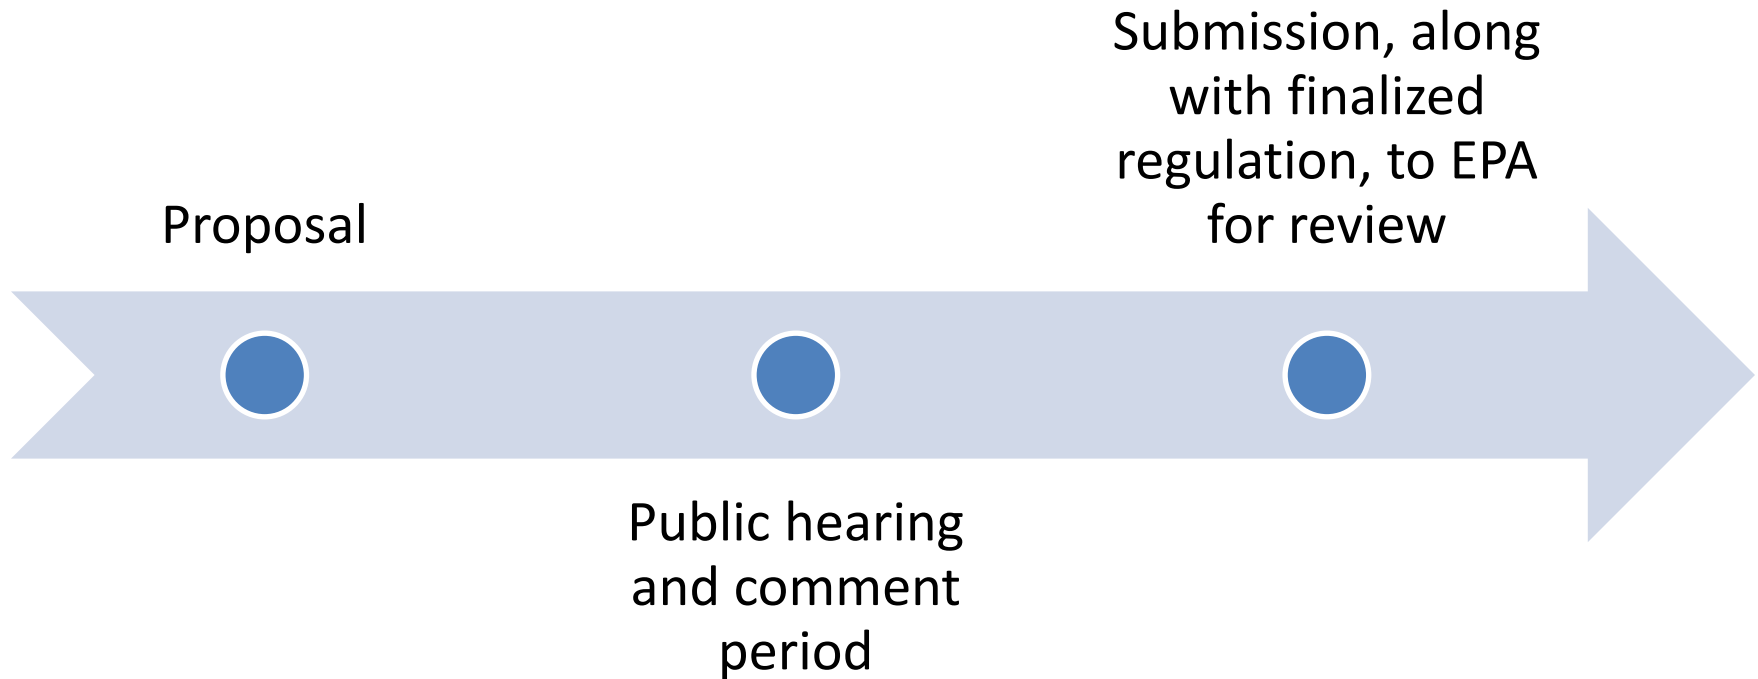 Proposal
Public hearing
and comment
period
Submission, along
with finalized
regulation, to EPA
for review